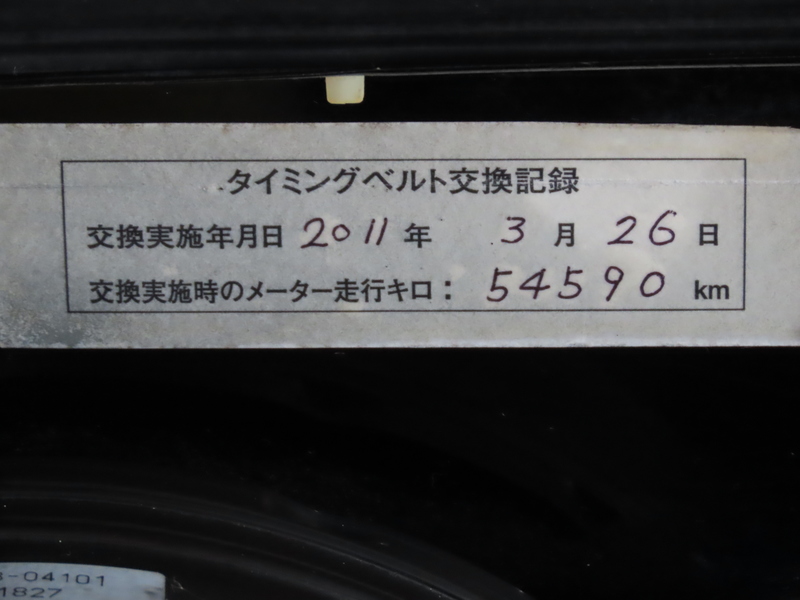 タイミングベルト交換記録
交換実施年月日 2011 年 3 月 26 日
交換実施時のメーター走行キロ： 54590 km
-04101
1827